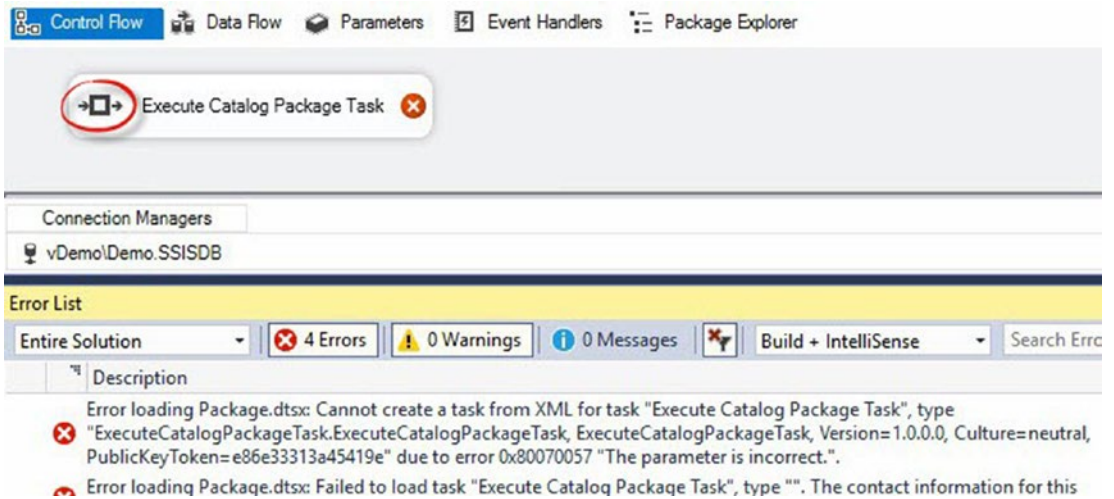 Control Flow Data Flow Parameters Event Handlers Package Explorer
Execute Catalog Package Task
Connection Managers
vDemo\Demo.SSISDB
Error List
Entire Solution 4 Errors 0 Warnings 0 Messages Build + IntelliSense Search Erro
Description
Error loading Package.dtsx: Cannot create a task from XML for task "Execute Catalog Package Task", type
"ExecuteCatalogPackageTask.ExecuteCatalogPackageTask, ExecuteCatalogPackageTask, Version=1.0.0.0, Culture=neutral,
PublicKeyToken=e86e33313a45419e" due to error 0x80070057 "The parameter is incorrect.".
Error loading Package.dtsx: Failed to load task "Execute Catalog Package Task", type "". The contact information for this